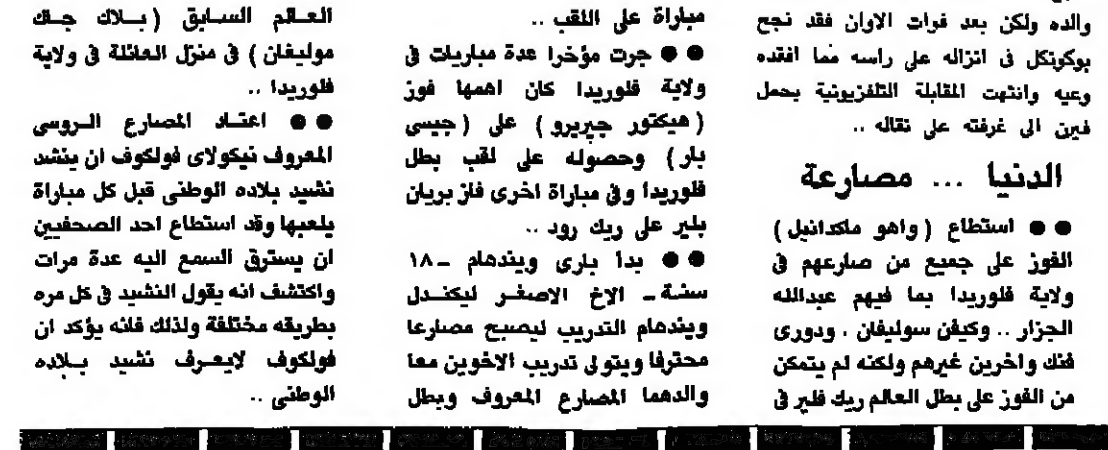 والده ولكن بعد فوات الاوان فقد نجح
بوكونكل فى انزاله على راسه مما افقده
وعيه وانتهت المقابلة التلفزيونية بحمل
فيرن الى غرفته على نقاله ..
الدنيا ... مصارعة
●● استطاع ( واهو ماكدانيل )
الفوز على جميع من صارعهم فى
ولاية فلوريدا بما فيهم عبدالله
الجزار .. وكيفن سوليفان . ودورى
فنك واخرين غيرهم ولكنه لم يتمكن
من الفوز على بطل العالم ريك فلير فى
مباراة على اللقب ..
●● جرت مؤخرا عدة مباريات فى
ولاية فلوريدا كان اهمها فوز
( هيكتور جيريرو ) على ( جيسى
بار ) وحصوله على لقب بطل
فلوريدا وفى مباراة اخرى فاز بريان
بلير على ريك رود ..
●● بدا بارى ويندهام ـ ١٨
سنة ـ الاخ الاصغر ليكندل
ويندهام التدريب ليصبح مصارعا
محترفا ويتولى تدريب الاخوين معا
والدهما المصارع المعروف وبطل
العالم السابق ( بلاك جاك
موليغان ) فى منزل العائلة فى ولاية
فلوريدا ..
●● اعتاد المصارع الروسى
المعروف نيكولاى فولكوف ان ينشد
نشيد بلاده الوطنى قبل كل مباراة
يلعبها وقد استطاع احد الصحفيين
ان يسترق السمع اليه عدة مرات
واكتشف انه يقول النشيد فى كل مره
بطريقه مختلفة ولذلك فانه يؤكد ان
فولكوف لايعرف نشيد بلاده
الوطنى ..